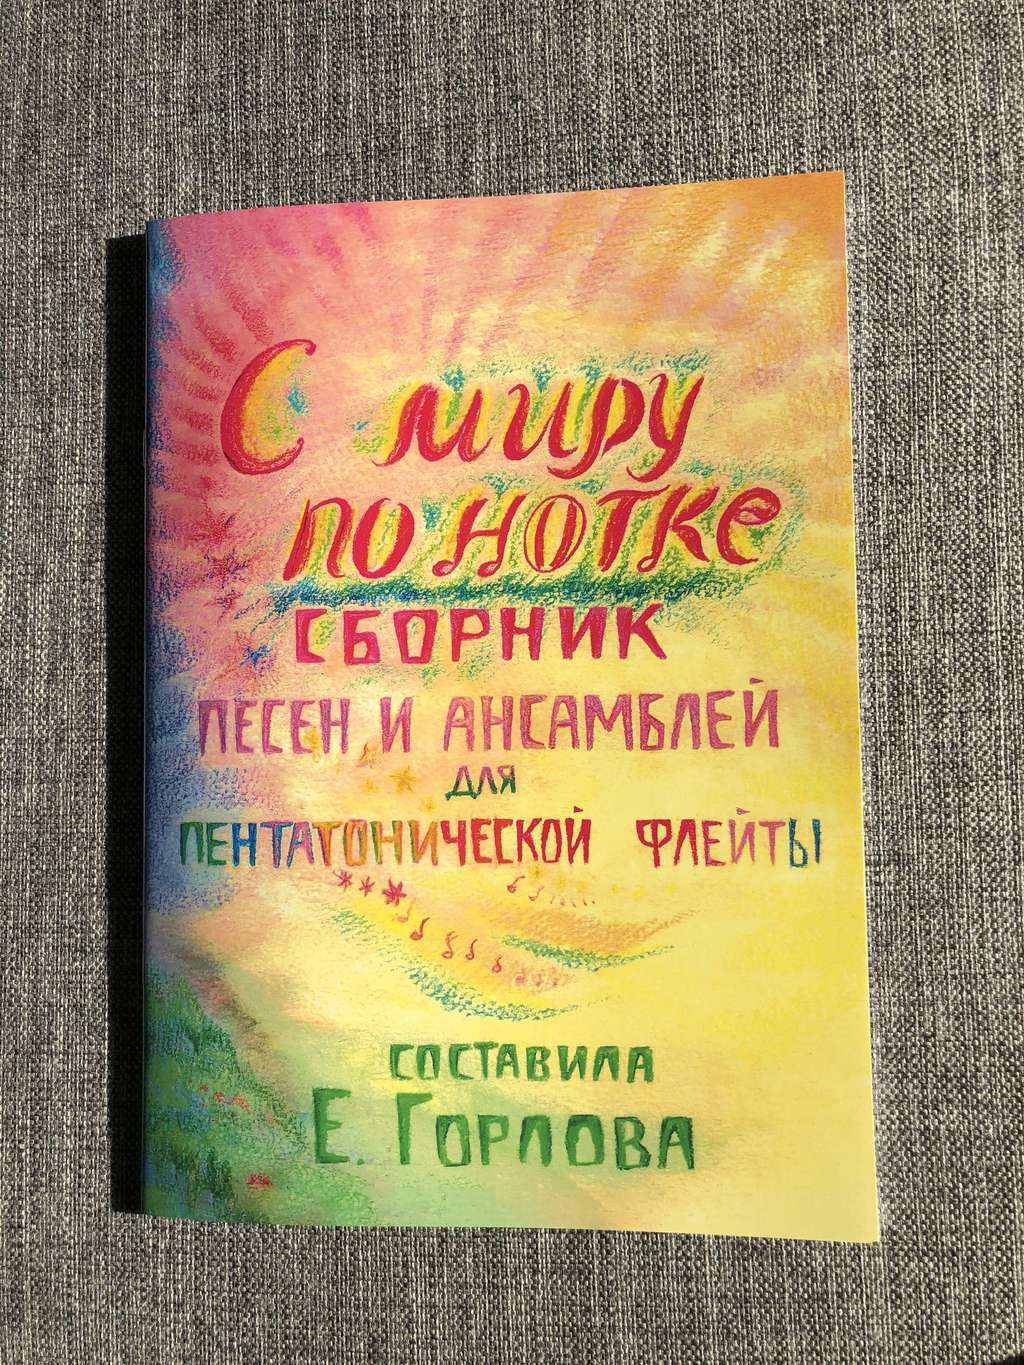 С миру
по нотке
СБОРНИК
ПЕСЕН И АНСАМБЛЕЙ
ДЛЯ
ПЕНТАТОНИЧЕСКОЙ ФЛЕЙТЫ
СОСТАВИЛА
Е. ГОРЛОВА